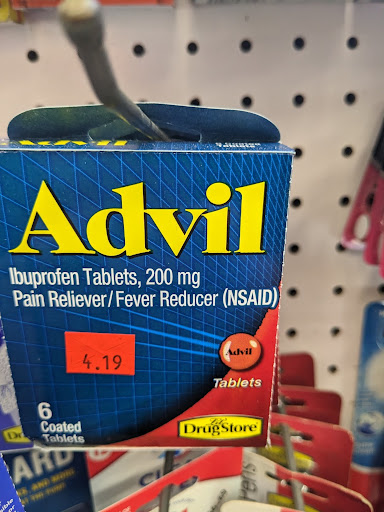 Advil
Ibuprofen Tablets, 200 mg
Pain Reliever/Fever Reducer (NSAID)
4.19
Advil
Tablets
6
Coated
Tablets
DrugStore